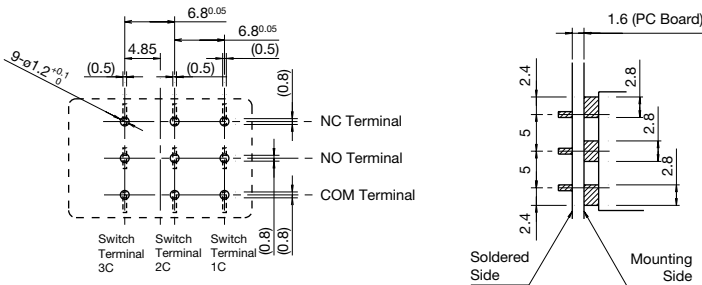 6.8 0.05
6.8 0.05
4.85
(0.5)
(0.5)
(0.5)
9-ø1.2 +0.1 0
(0.8)
NC Terminal
NO Terminal
COM Terminal
(0.8)
(0.8)
Switch Terminal 3C
Switch Terminal 2C
Switch Terminal 1C
1.6 (PC Board)
2.4
5
5
2.4
2.8
2.8
2.8
Soldered Side
Mounting Side